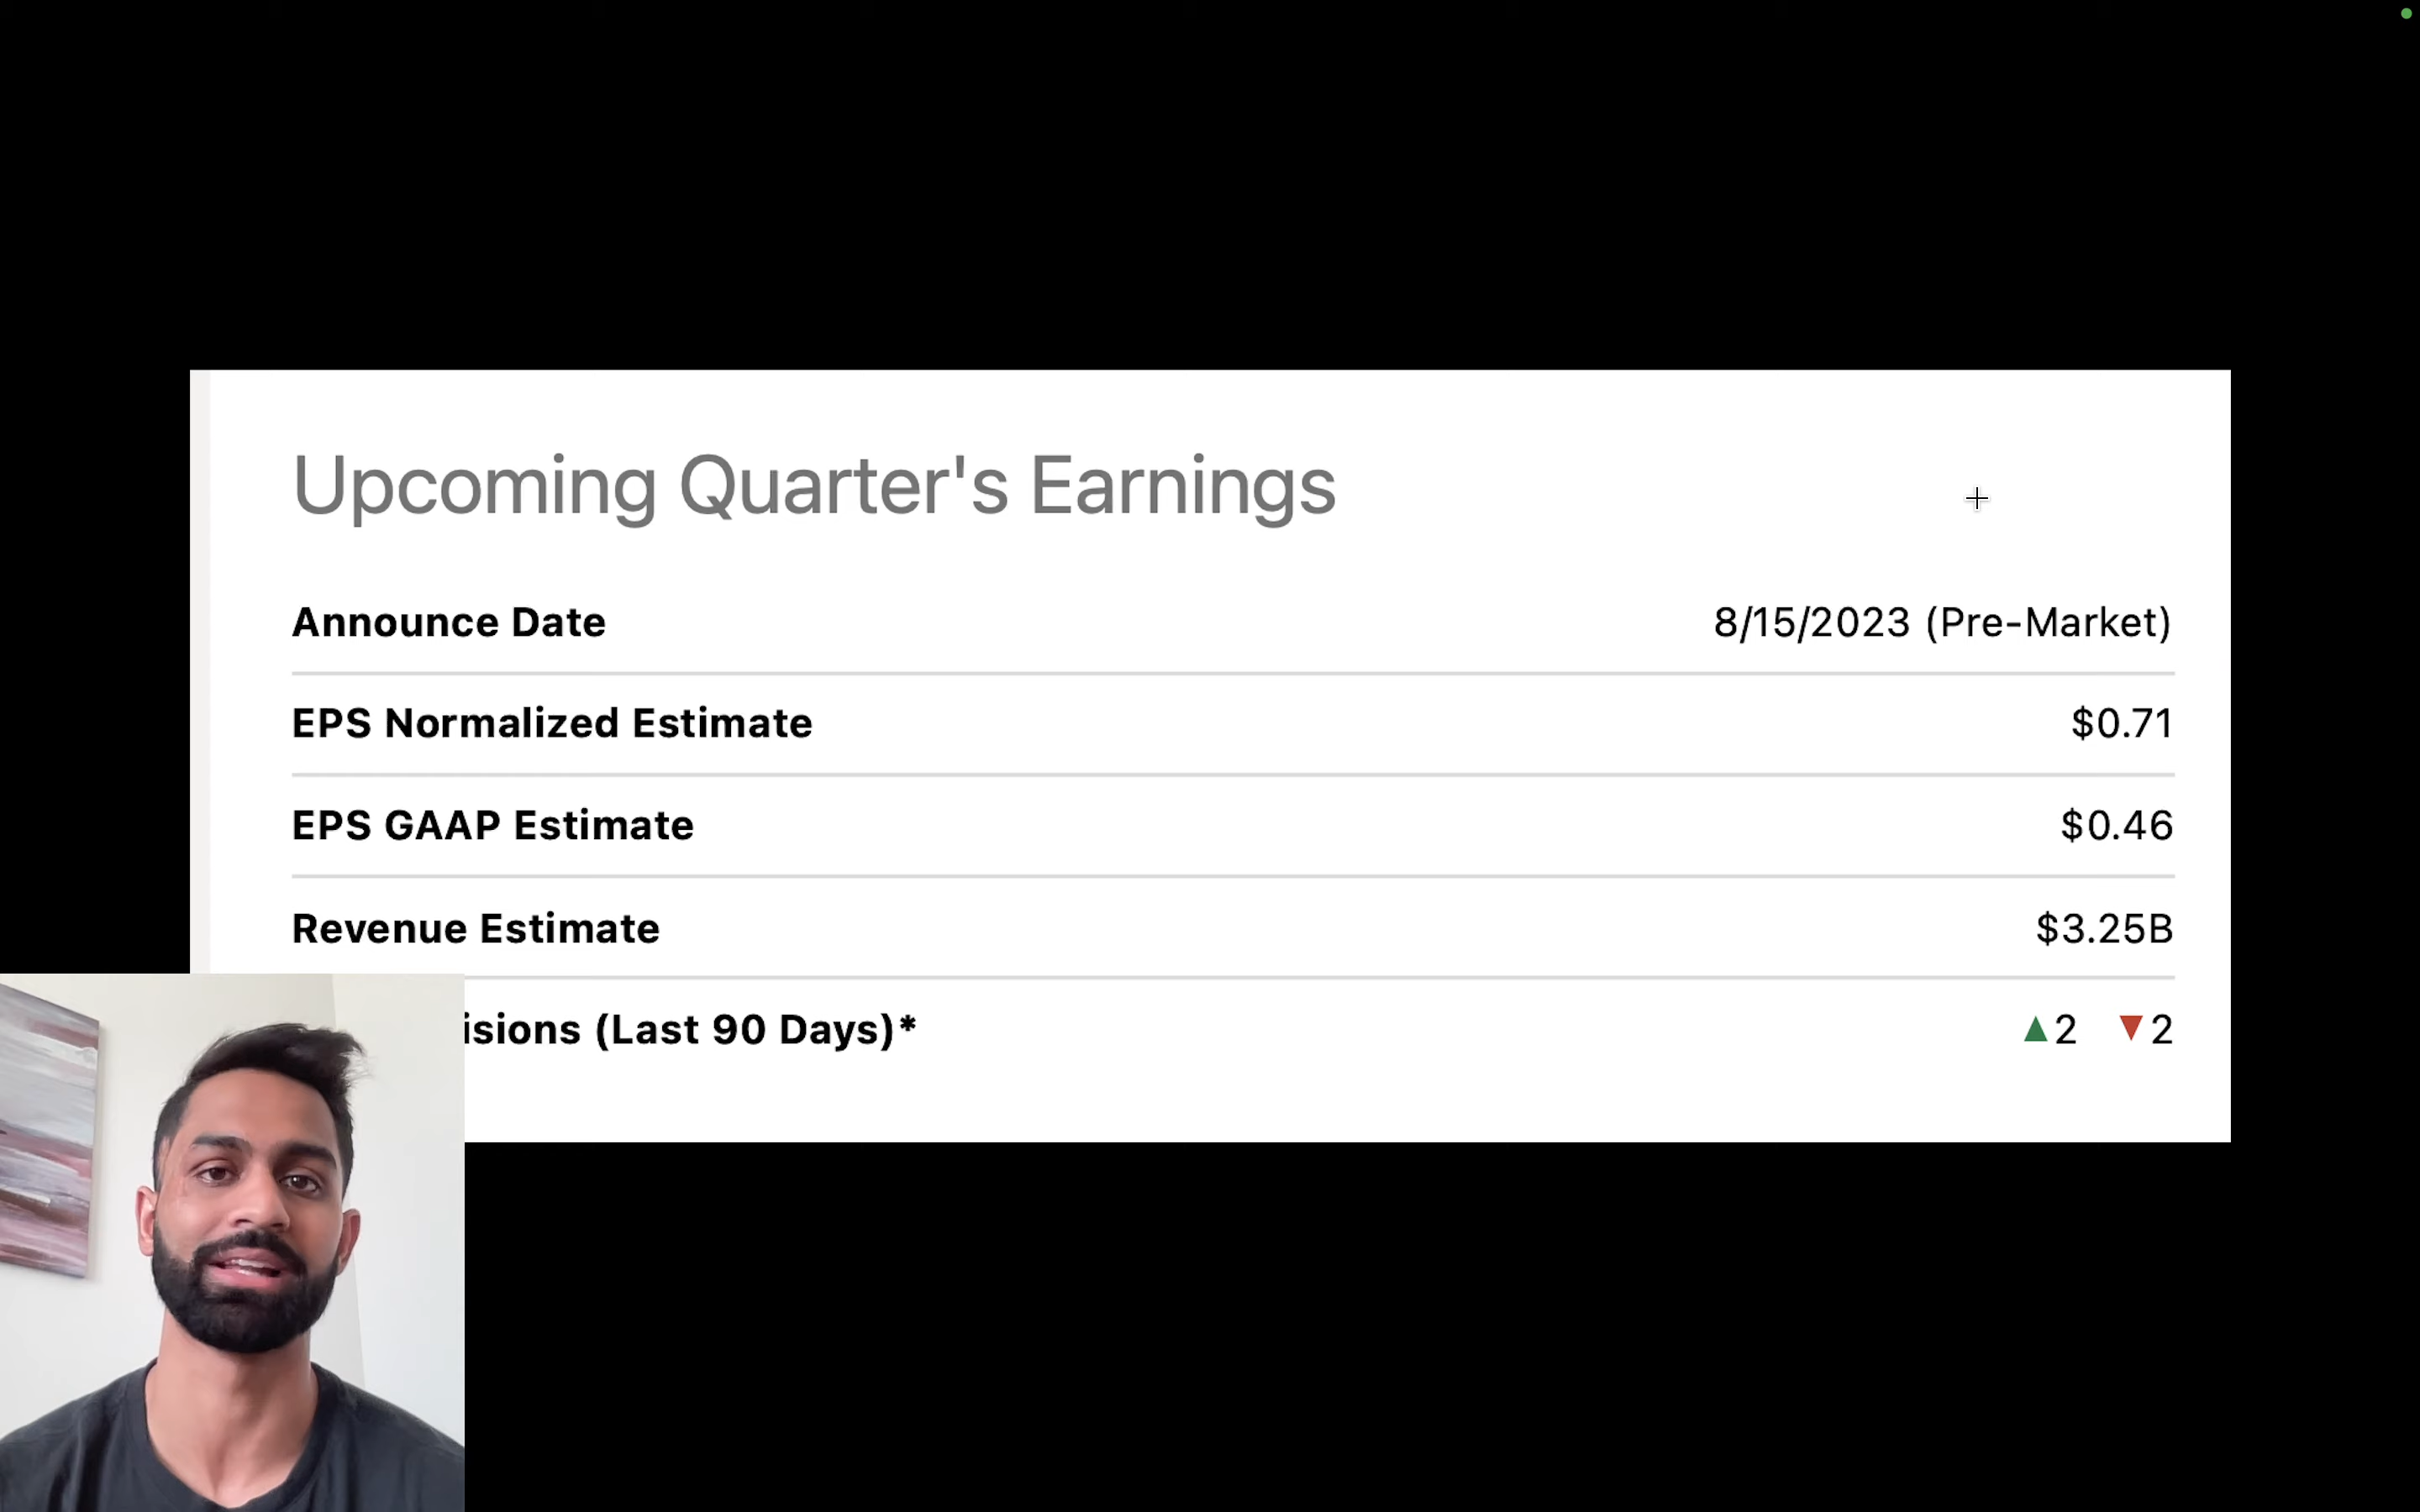 Upcoming Quarter's Earnings
Announce Date 8/15/2023 (Pre-Market)
EPS Normalized Estimate $0.71
EPS GAAP Estimate $0.46
Revenue Estimate $3.25B
isions (Last 90 Days)* ▲2 ▼2